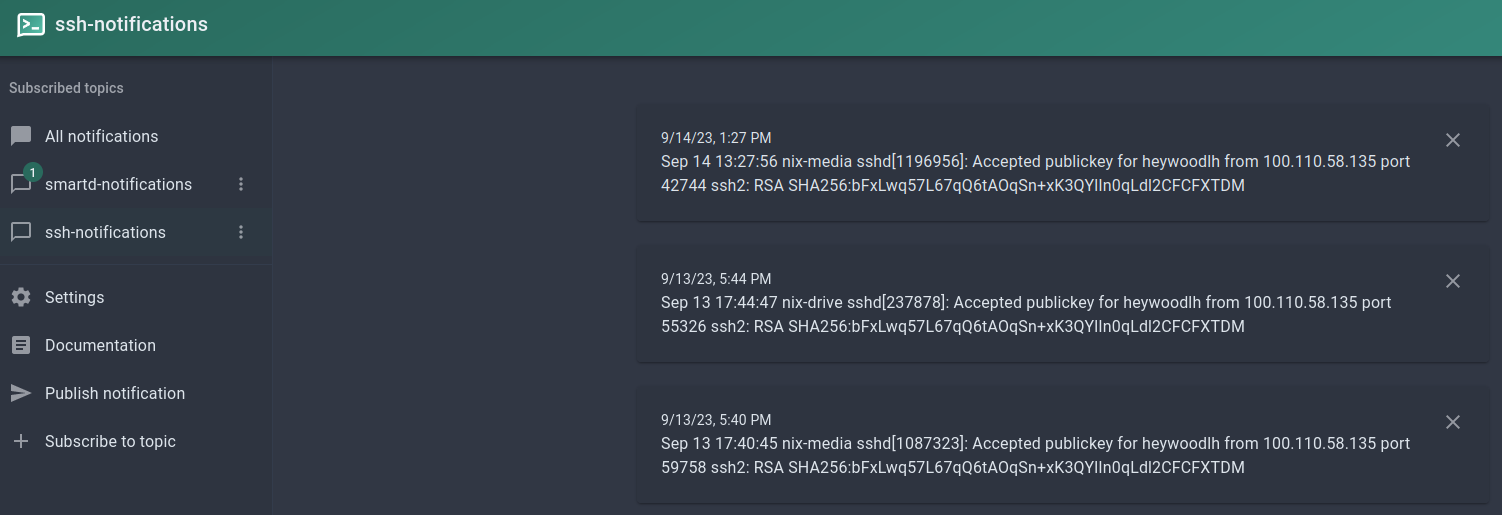 ssh-notifications
Subscribed topics
All notifications
1
smartd-notifications
ssh-notifications
Settings
Documentation
Publish notification
Subscribe to topic
9/14/23, 1:27 PM
Sep 14 13:27:56 nix-media sshd[1196956]: Accepted publickey for heywoodlh from 100.110.58.135 port
42744 ssh2: RSA SHA256:bFxLwq57L67qQ6tAOqSn+xK3QYlIn0qLdI2CFCFXTDM
9/13/23, 5:44 PM
Sep 13 17:44:47 nix-drive sshd[237878]: Accepted publickey for heywoodlh from 100.110.58.135 port
55326 ssh2: RSA SHA256:bFxLwq57L67qQ6tAOqSn+xK3QYlIn0qLdI2CFCFXTDM
9/13/23, 5:40 PM
Sep 13 17:40:45 nix-media sshd[1087323]: Accepted publickey for heywoodlh from 100.110.58.135 port
59758 ssh2: RSA SHA256:bFxLwq57L67qQ6tAOqSn+xK3QYlIn0qLdI2CFCFXTDM